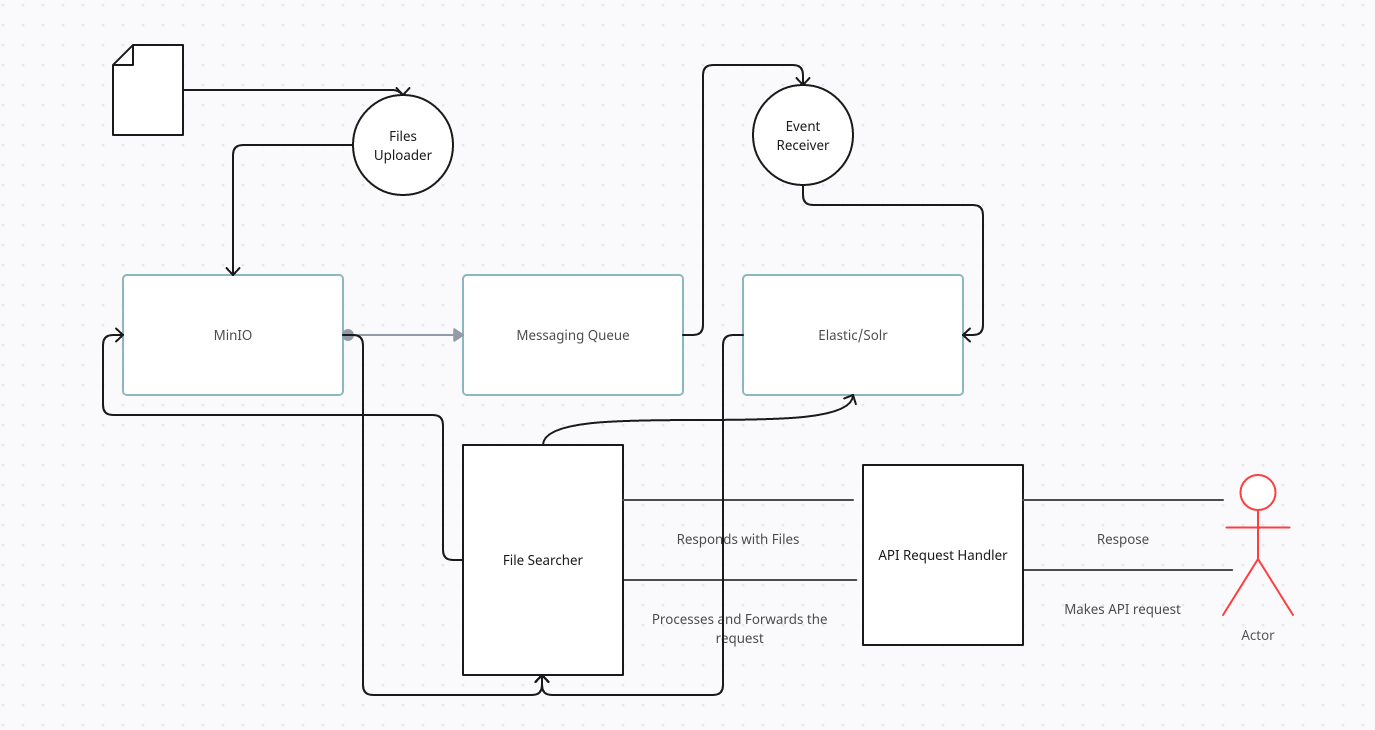 Files
Uploader
Event
Receiver
MinIO
Messaging Queue
Elastic/Solr
File Searcher
Responds with Files
Processes and Forwards the
request
API Request Handler
Respose
Makes API request
Actor